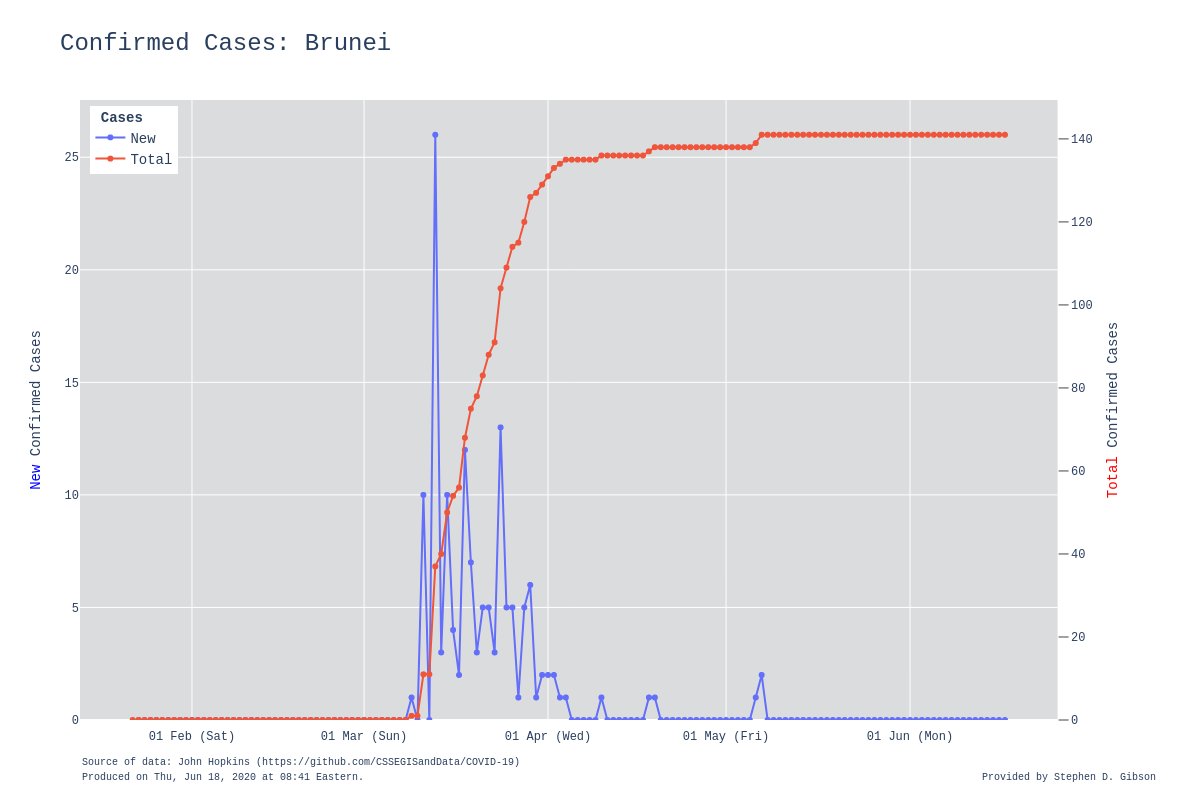 Confirmed Cases: Brunei
Cases
New
Total
25
20
15
10
5
0
140
120
100
80
60
40
20
0
New Confirmed Cases
Total Confirmed Cases
01 Feb (Sat)
01 Mar (Sun)
01 Apr (Wed)
01 May (Fri)
01 Jun (Mon)
Source of data: John Hopkins (https://github.com/CSSEGISandData/COVID-19)
Produced on Thu, Jun 18, 2020 at 08:41 Eastern.
Provided by Stephen D. Gibson